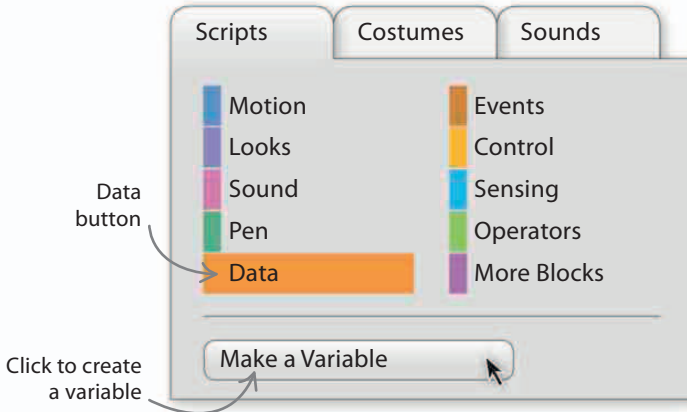 Scripts Costumes Sounds
Motion Events
Looks Control
Sound Sensing
Pen Operators
Data More Blocks
Data
button
Make a Variable
Click to create
a variable